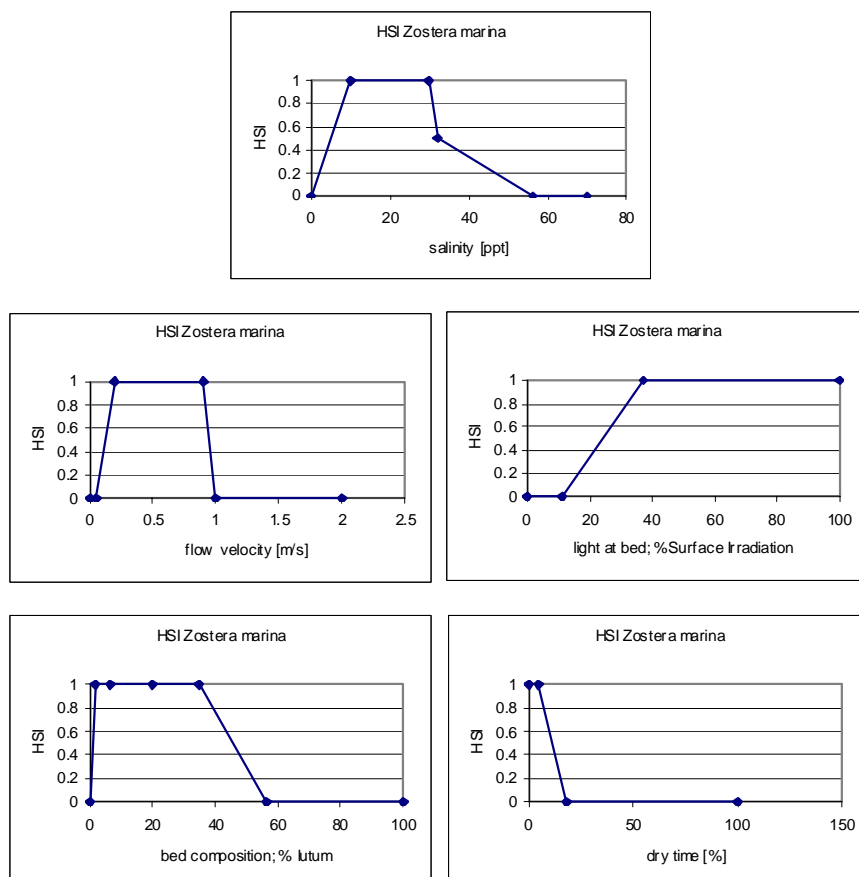 HSI Zostera marina
1
0.8
0.6
0.4
0.2
0
HSI
0 20 40 60 80
salinity [ppt]
HSI Zostera marina
1
0.8
0.6
0.4
0.2
0
HSI
0 0.5 1 1.5 2 2.5
flow velocity [m/s]
HSI Zostera marina
1
0.8
0.6
0.4
0.2
0
HSI
0 20 40 60 80 100
light at bed; %Surface Irradiation
HSI Zostera marina
1
0.8
0.6
0.4
0.2
0
HSI
0 20 40 60 80 100
bed composition; % lutum
HSI Zostera marina
1
0.8
0.6
0.4
0.2
0
HSI
0 50 100 150
dry time [%]